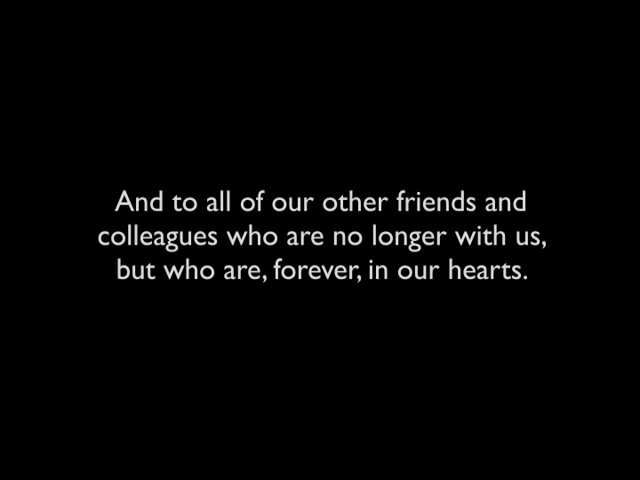 And to all of our other friends and
colleagues who are no longer with us,
but who are, forever, in our hearts.